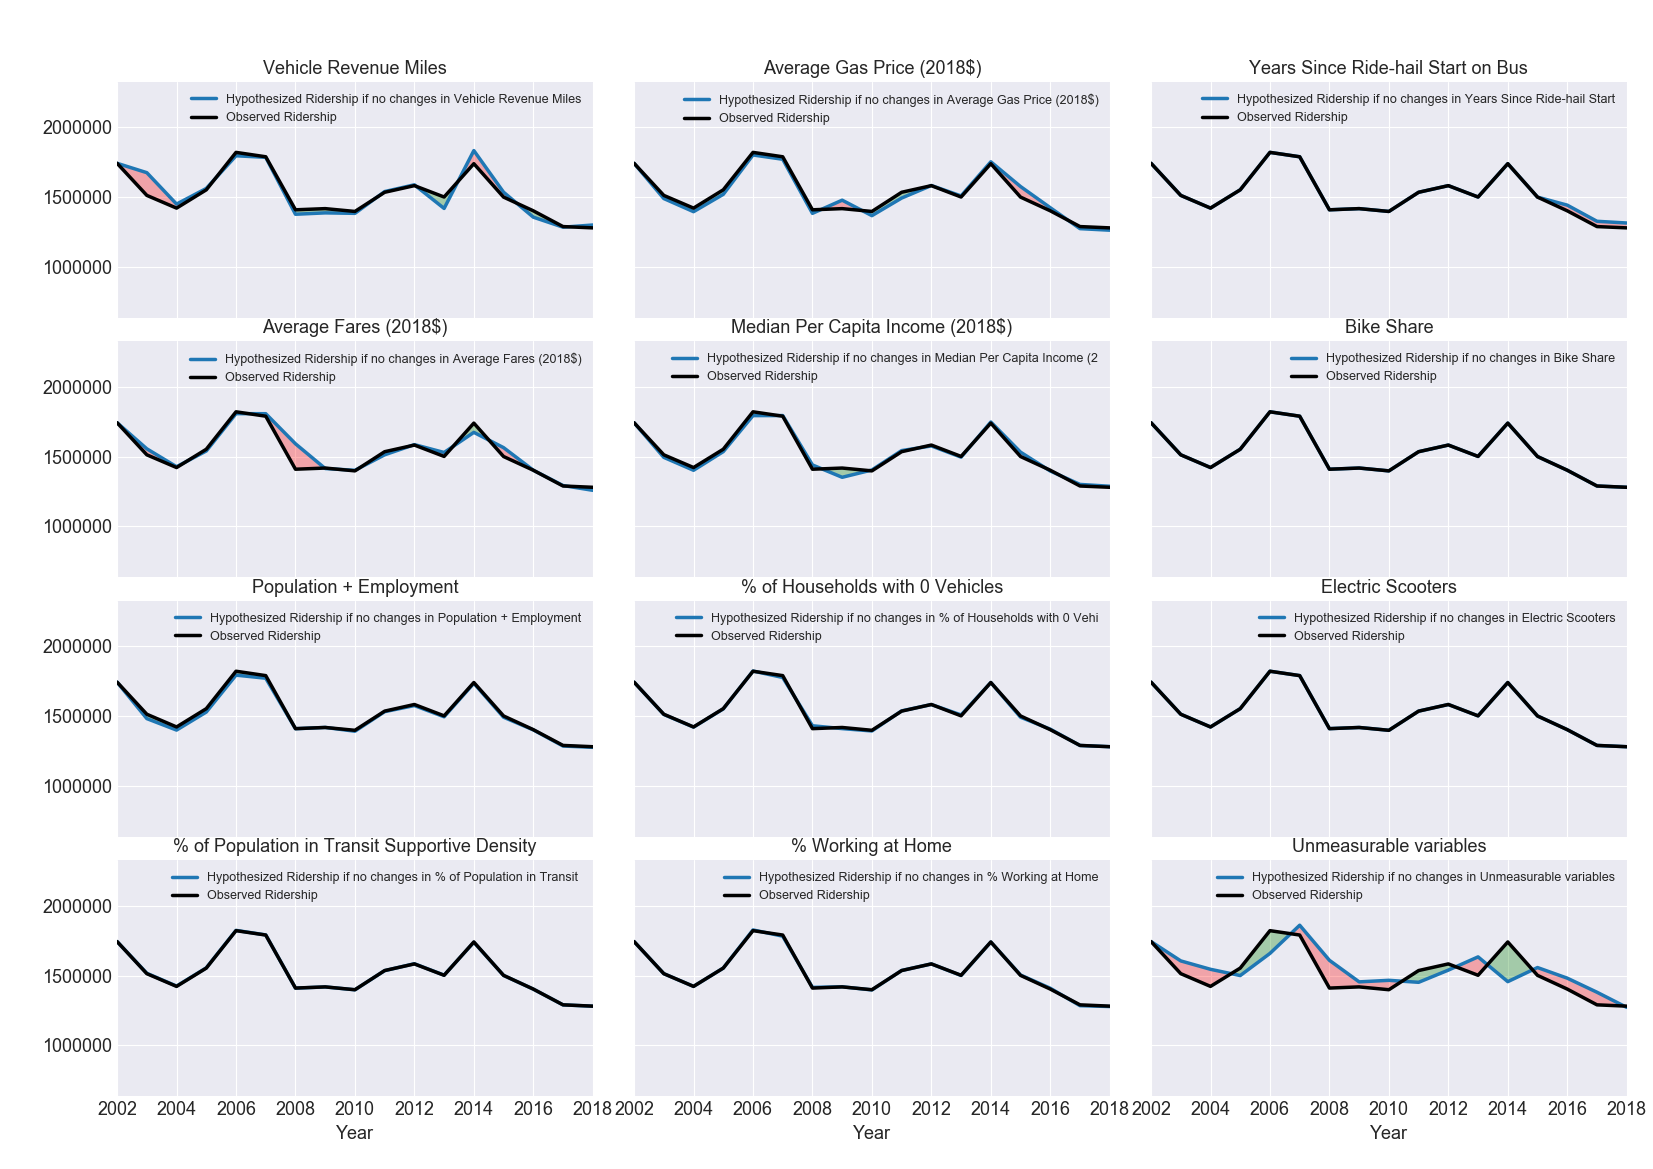 Vehicle Revenue Miles
Hypothesized Ridership if no changes in Vehicle Revenue Miles
Observed Ridership
2000000
1500000
1000000
Average Gas Price (2018$)
Hypothesized Ridership if no changes in Average Gas Price (2018$)
Observed Ridership
Years Since Ride-hail Start on Bus
Hypothesized Ridership if no changes in Years Since Ride-hail Start
Observed Ridership
Average Fares (2018$)
Hypothesized Ridership if no changes in Average Fares (2018$)
Observed Ridership
2000000
1500000
1000000
Median Per Capita Income (2018$)
Hypothesized Ridership if no changes in Median Per Capita Income (2
Observed Ridership
Bike Share
Hypothesized Ridership if no changes in Bike Share
Observed Ridership
Population + Employment
Hypothesized Ridership if no changes in Population + Employment
Observed Ridership
2000000
1500000
1000000
% of Households with 0 Vehicles
Hypothesized Ridership if no changes in % of Households with 0 Vehi
Observed Ridership
Electric Scooters
Hypothesized Ridership if no changes in Electric Scooters
Observed Ridership
% of Population in Transit Supportive Density
Hypothesized Ridership if no changes in % of Population in Transit
Observed Ridership
2000000
1500000
1000000
2002 2004 2006 2008 2010 2012 2014 2016 2018
Year
% Working at Home
Hypothesized Ridership if no changes in % Working at Home
Observed Ridership
2002 2004 2006 2008 2010 2012 2014 2016 2018
Year
Unmeasurable variables
Hypothesized Ridership if no changes in Unmeasurable variables
Observed Ridership
2002 2004 2006 2008 2010 2012 2014 2016 2018
Year